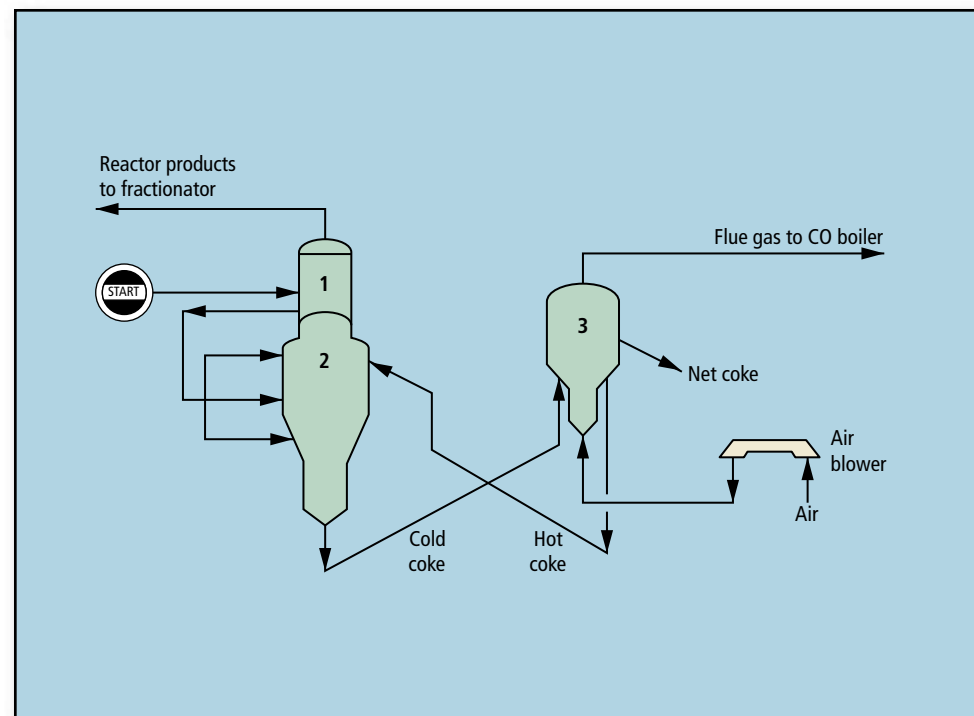 Reactor products
to fractionator
START
1
2
3
Flue gas to CO boiler
Net coke
Air
blower
Air
Cold
coke
Hot
coke